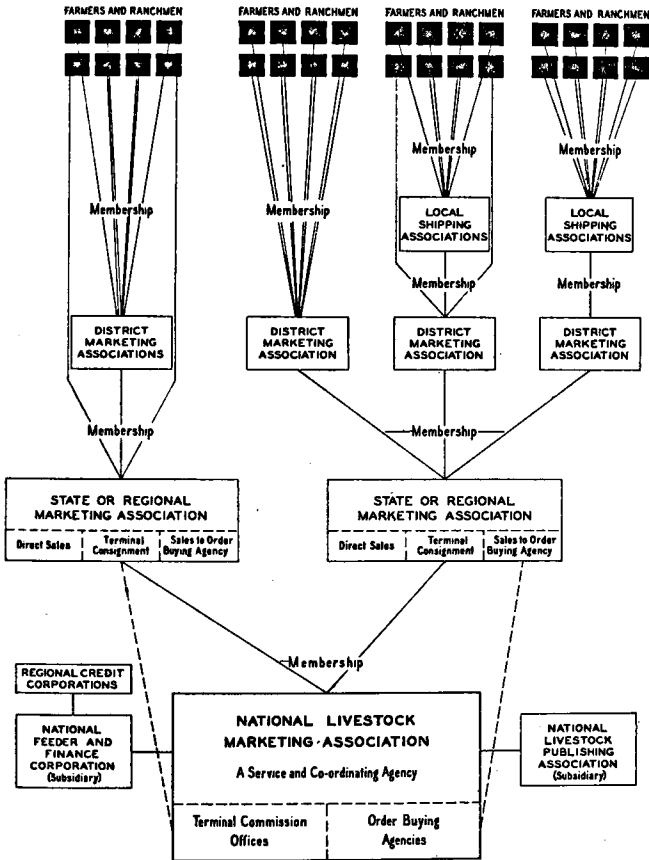 FARMERS AND RANCHMEN
FARMERS AND RANCHMEN
FARMERS AND RANCHMEN
FARMERS AND RANCHMEN
Membership
Membership
Membership
Membership
LOCAL
SHIPPING
ASSOCIATIONS
LOCAL
SHIPPING
ASSOCIATIONS
Membership
Membership
DISTRICT
MARKETING
ASSOCIATIONS
DISTRICT
MARKETING
ASSOCIATION
DISTRICT
MARKETING
ASSOCIATION
DISTRICT
MARKETING
ASSOCIATION
Membership
Membership
STATE OR REGIONAL
MARKETING ASSOCIATION
Direct Sales
Terminal
Consignment
Sales to Order
Buying Agency
STATE OR REGIONAL
MARKETING ASSOCIATION
Direct Sales
Terminal
Consignment
Sales to Order
Buying Agency
Membership
REGIONAL CREDIT
CORPORATIONS
NATIONAL
FEEDER AND
FINANCE
CORPORATION
(Subsidiary)
NATIONAL LIVESTOCK
MARKETING ASSOCIATION
A Service and Co-ordinating Agency
Terminal Commission
Offices
Order Buying
Agencies
NATIONAL
LIVESTOCK
PUBLISHING
ASSOCIATION
(Subsidiary)